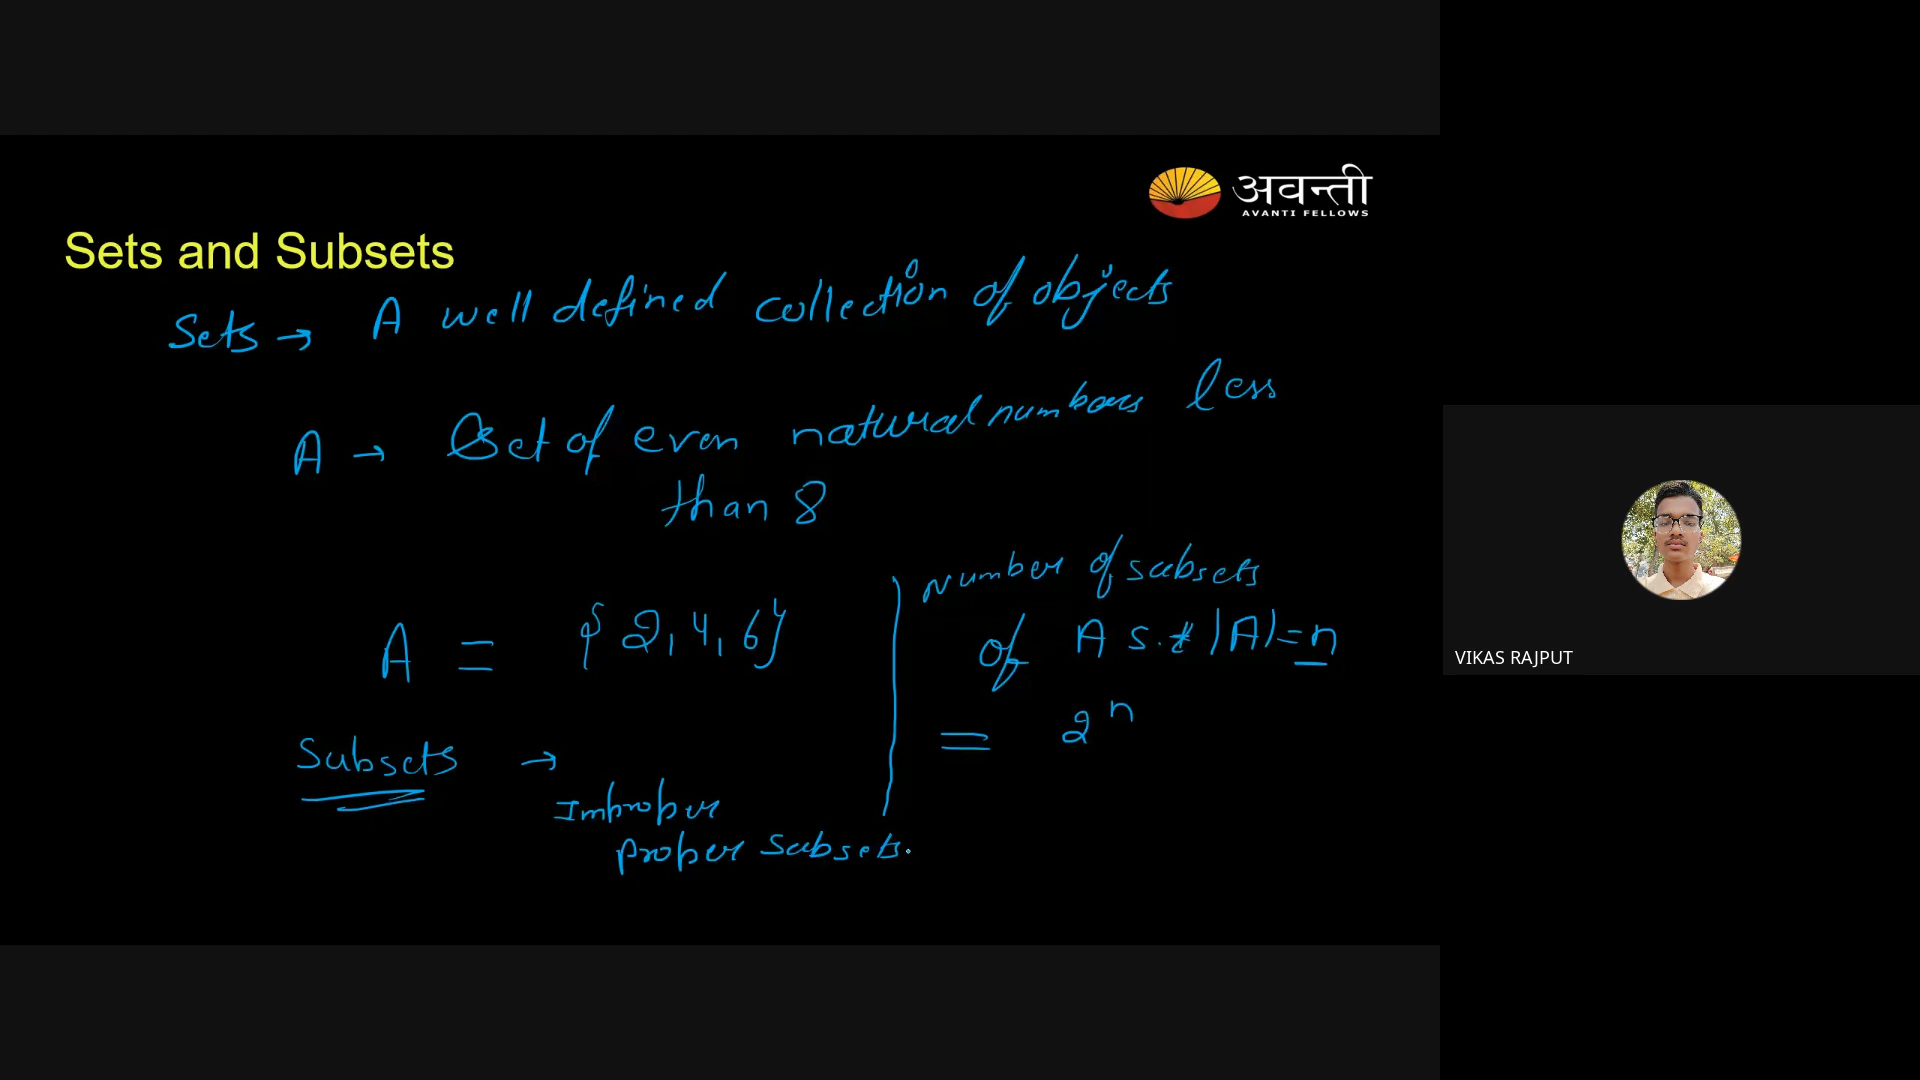 अवन्ती
AVANTI FELLOWS
Sets and Subsets
Sets → A well defined collection of objects
A → Set of even natural numbers less
than 8
A = {2, 4, 6}
Number of subsets
of A s.t |A| = n
= 2ⁿ
Subsets →
Improper
proper subsets.
VIKAS RAJPUT